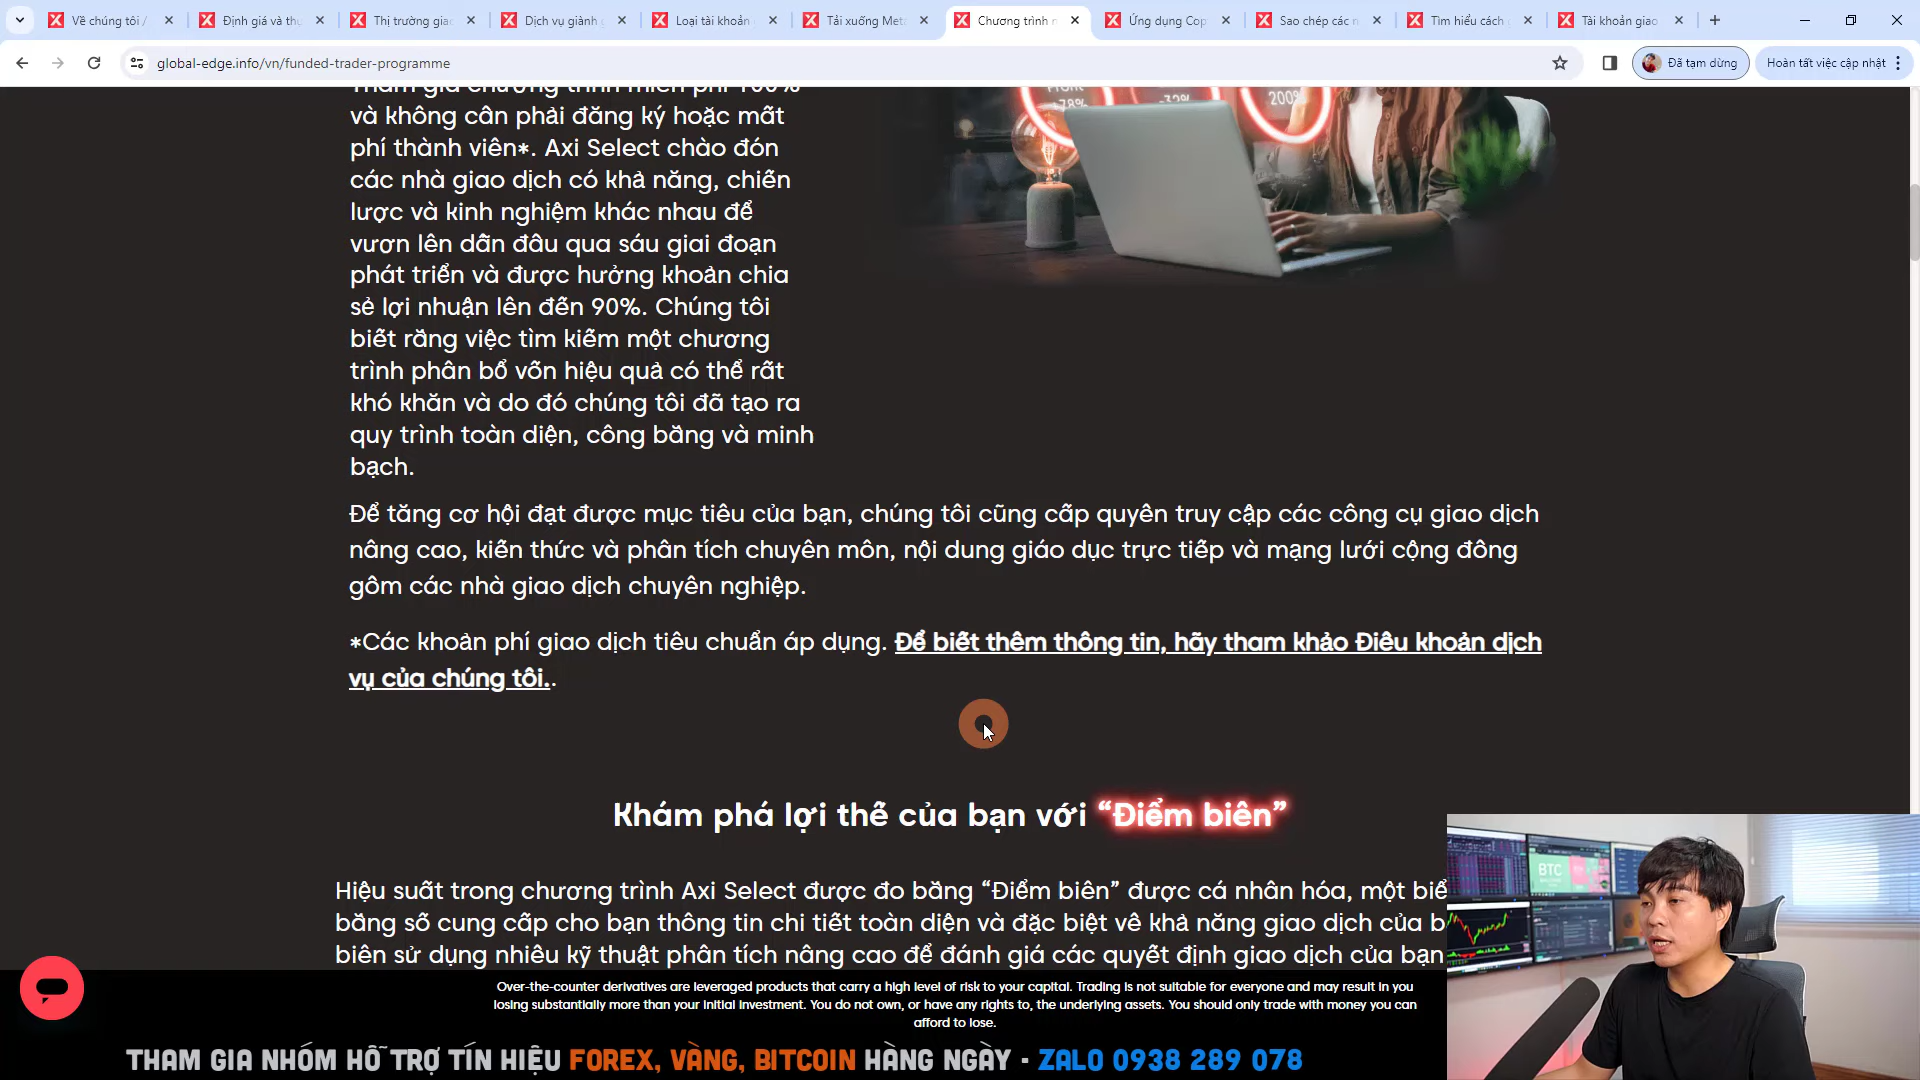 Về chúng tôi /
Định giá và thu
Thị trường giao
Dịch vụ giành
Loại tài khoản
Tải xuống Meta
Chương trình n
Ứng dụng Cop
Sao chép các n
Tìm hiểu cách
Tài khoản giao
global-edge.info/vn/funded-trader-programme
Đã tạm dừng
Hoàn tất việc cập nhật
Tham gia chương trình miễn phí 100%
và không cần phải đăng ký hoặc mất
phí thành viên*. Axi Select chào đón
các nhà giao dịch có khả năng, chiến
lược và kinh nghiệm khác nhau để
vươn lên dẫn đầu qua sáu giai đoạn
phát triển và được hưởng khoản chia
sẻ lợi nhuận lên đến 90%. Chúng tôi
biết rằng việc tìm kiếm một chương
trình phân bổ vốn hiệu quả có thể rất
khó khăn và do đó chúng tôi đã tạo ra
quy trình toàn diện, công bằng và minh
bạch.
200%
Để tăng cơ hội đạt được mục tiêu của bạn, chúng tôi cũng cấp quyền truy cập các công cụ giao dịch
nâng cao, kiến thức và phân tích chuyên môn, nội dung giáo dục trực tiếp và mạng lưới cộng đồng
gồm các nhà giao dịch chuyên nghiệp.
*Các khoản phí giao dịch tiêu chuẩn áp dụng. Để biết thêm thông tin, hãy tham khảo Điều khoản dịch
vụ của chúng tôi..
Khám phá lợi thế của bạn với “Điểm biên”
Hiệu suất trong chương trình Axi Select được đo bằng “Điểm biên” được cá nhân hóa, một biể
bằng số cung cấp cho bạn thông tin chi tiết toàn diện và đặc biệt về khả năng giao dịch của b
biên sử dụng nhiều kỹ thuật phân tích nâng cao để đánh giá các quyết định giao dịch của bạn
BTC
Over-the-counter derivatives are leveraged products that carry a high level of risk to your capital. Trading is not suitable for everyone and may result in you
losing substantially more than your initial investment. You do not own, or have any rights to, the underlying assets. You should only trade with money you can
afford to lose.
THAM GIA NHÓM HỖ TRỢ TÍN HIỆU FOREX, VÀNG, BITCOIN HÀNG NGÀY - ZALO 0938 289 078